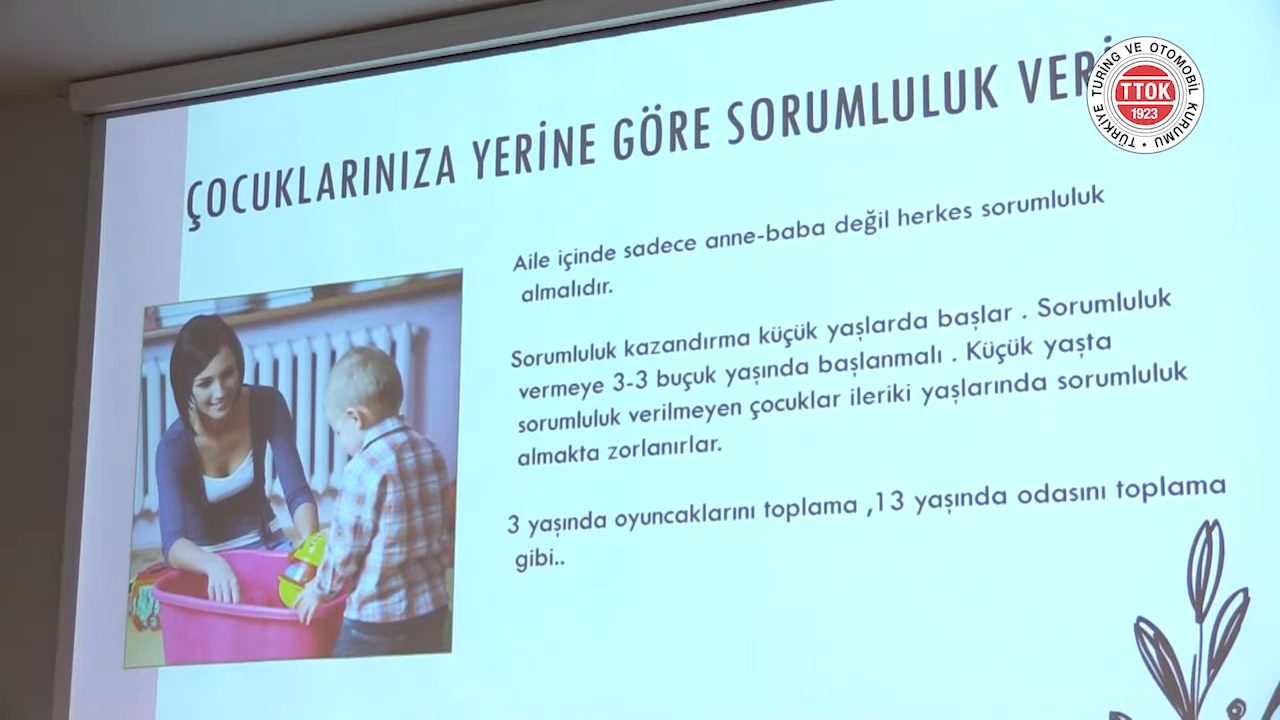 ÇOCUKLARINIZA YERİNE GÖRE SORUMLULUK
Aile içinde sadece anne-baba değil herkes sorumluluk
almalıdır.
Sorumluluk kazandırma küçük yaşlarda başlar . Sorumluluk
vermeye 3-3 buçuk yaşında başlanmalı . Küçük yaşta
sorumluluk verilmeyen çocuklar ileriki yaşlarında sorumluluk
almakta zorlanırlar.
3 yaşında oyuncaklarını toplama ,13 yaşında odasını toplama
gibi..
TÜRKİYE TURİNG VE OTOMOBİL KURUMU
TTOK
1923